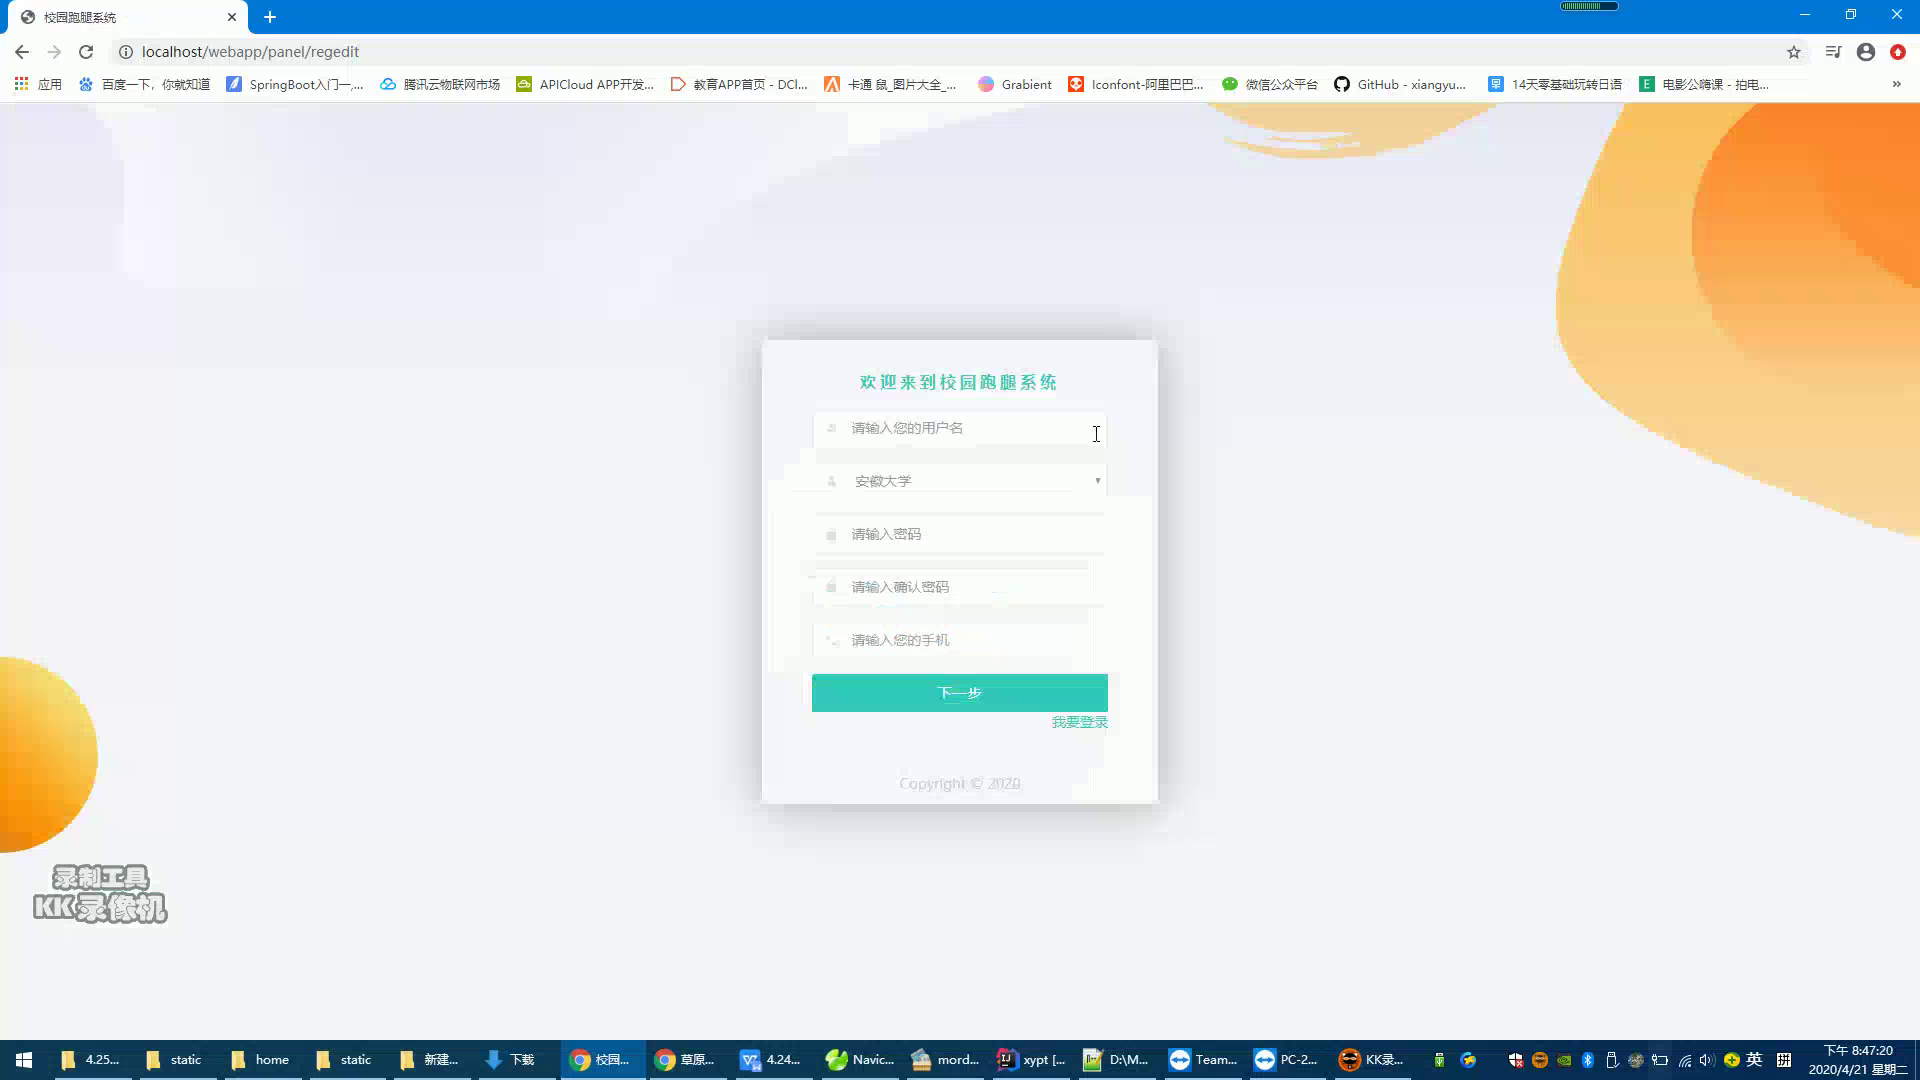 校园跑腿系统
localhost/webapp/panel/regedit
应用 百度一下，你就知道 SpringBoot入门一,... 腾讯云物联网市场 APICloud APP开发... 教育APP首页 - DCl... 卡通 鼠_图片大全_... Grabient Iconfont-阿里巴巴... 微信公众平台 GitHub - xiangyu... 14天零基础玩转日语 电影公嗨课 - 拍电... »
欢迎来到校园跑腿系统
请输入您的用户名
安徽大学
请输入密码
请输入确认密码
请输入您的手机
下一步
我要登录
Copyright © 2020
录制工具
KK录像机
4.25... static home static 新建... 下载 校园... 草原... 4.24... Navic... mord... xypt [... D:\M... Team... PC-2... KK录... 英 拼 下午 8:47:20
2020/4/21 星期二